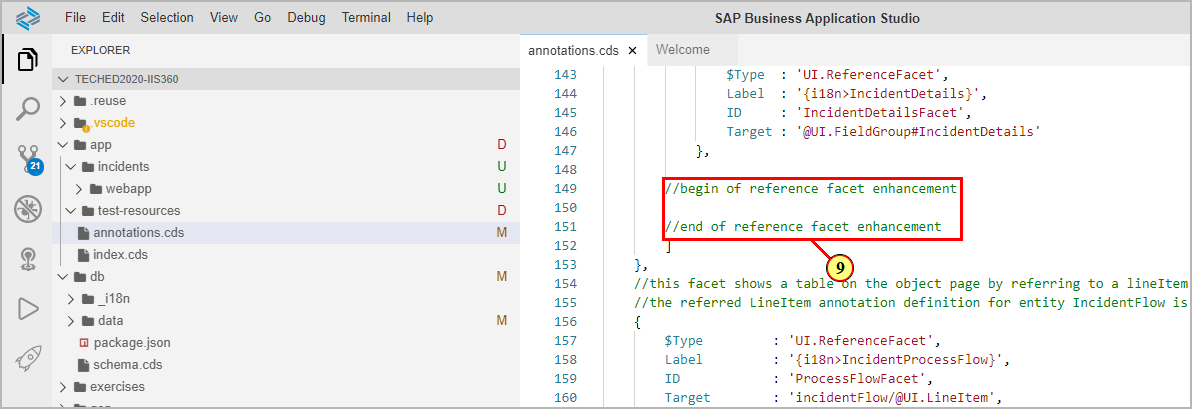 File Edit Selection View Go Debug Terminal Help SAP Business Application Studio
EXPLORER
TECHED2020-IIS360
.reuse
.vscode
app D
incidents U
webapp U
test-resources D
annotations.cds M
index.cds
db M
_i18n
data M
package.json
schema.cds
exercises
21
annotations.cds × Welcome
143 $Type : 'UI.ReferenceFacet',
144 Label : '{i18n>IncidentDetails}',
145 ID : 'IncidentDetailsFacet',
146 Target : '@UI.FieldGroup#IncidentDetails'
147 },
148
149 //begin of reference facet enhancement
150
151 //end of reference facet enhancement
152 ]
9
153 },
154 //this facet shows a table on the object page by referring to a lineItem
155 //the referred LineItem annotation definition for entity IncidentFlow is
156 {
157 $Type : 'UI.ReferenceFacet',
158 Label : '{i18n>IncidentProcessFlow}',
159 ID : 'ProcessFlowFacet',
160 Target : 'incidentFlow/@UI.LineItem',